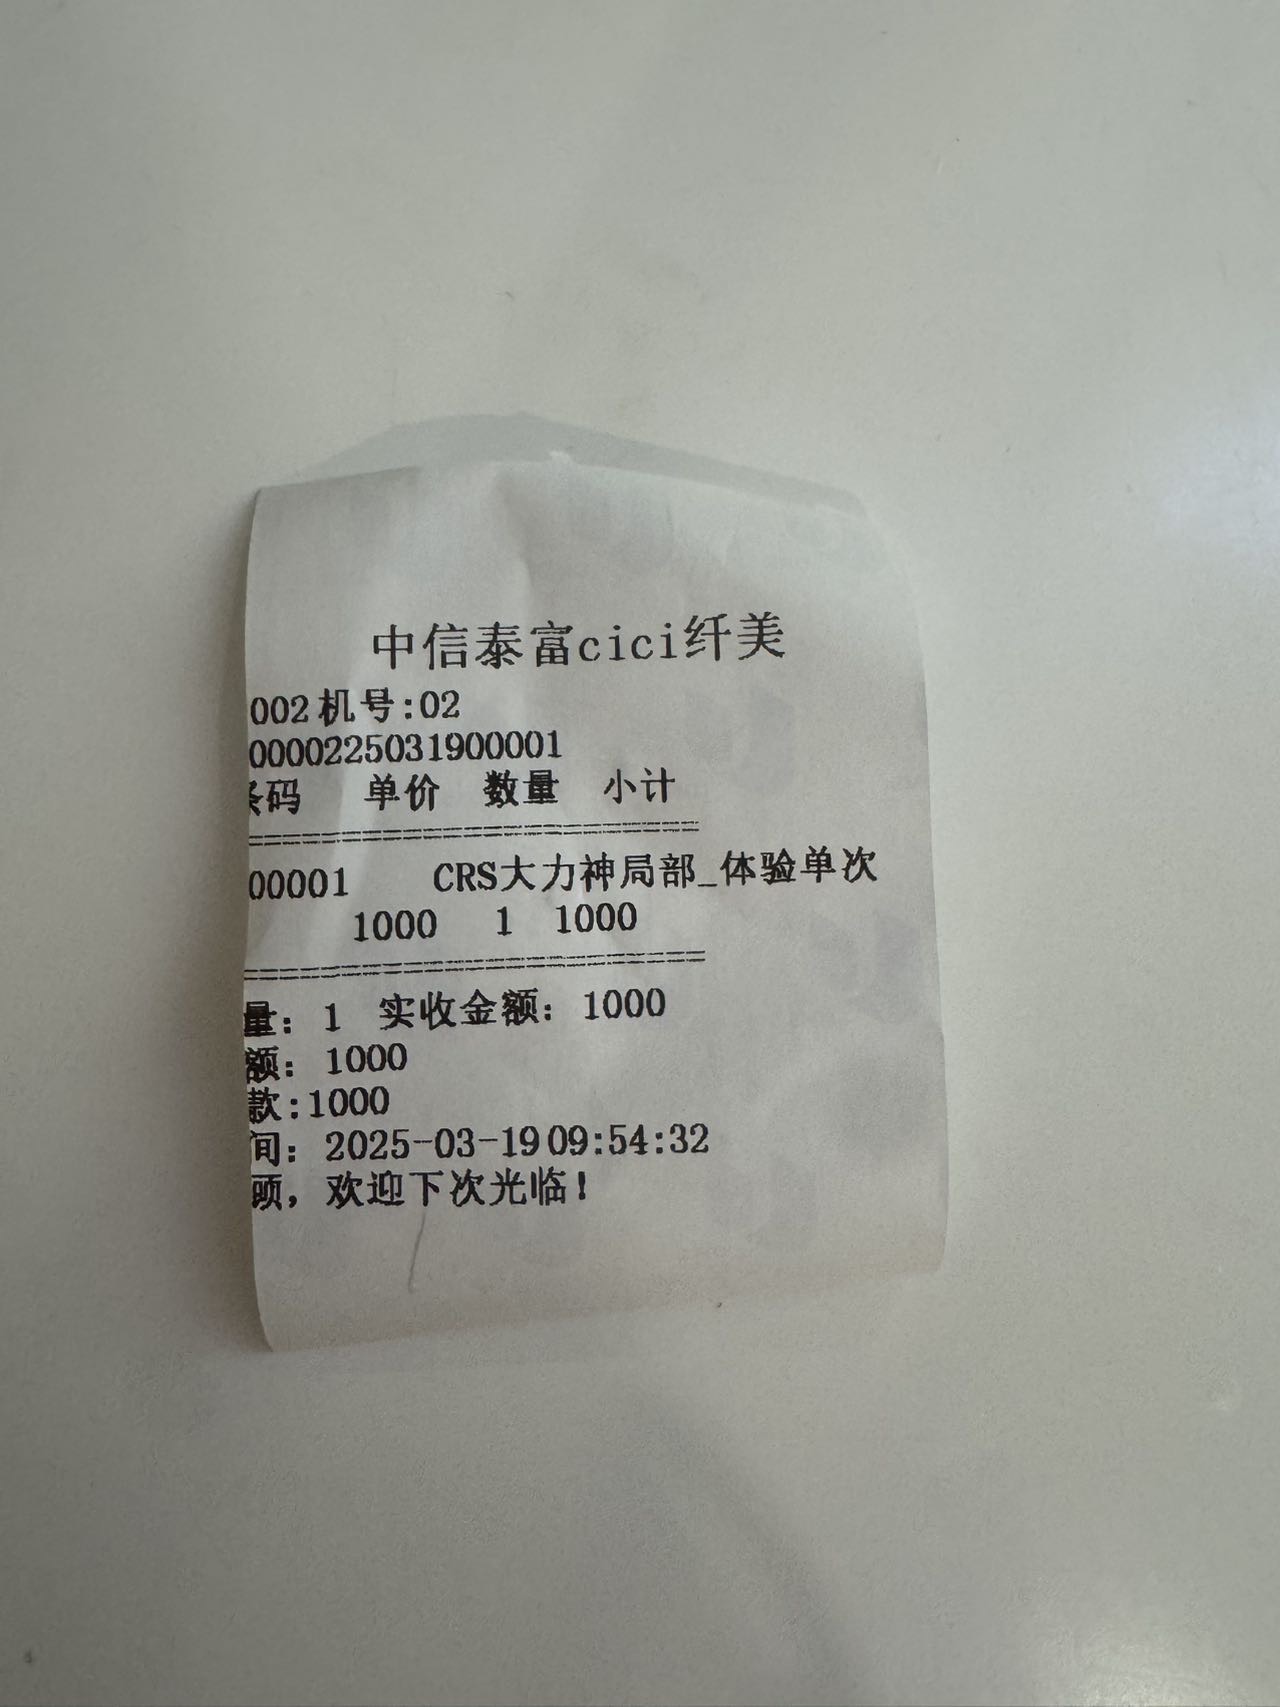 中信泰富cici纤美
002机号:02
0000225031900001
条码 单价 数量 小计
00001 CRS大力神局部_体验单次
1000 1 1000
量：1 实收金额：1000
额：1000
款:1000
间：2025-03-19 09:54:32
顾，欢迎下次光临！